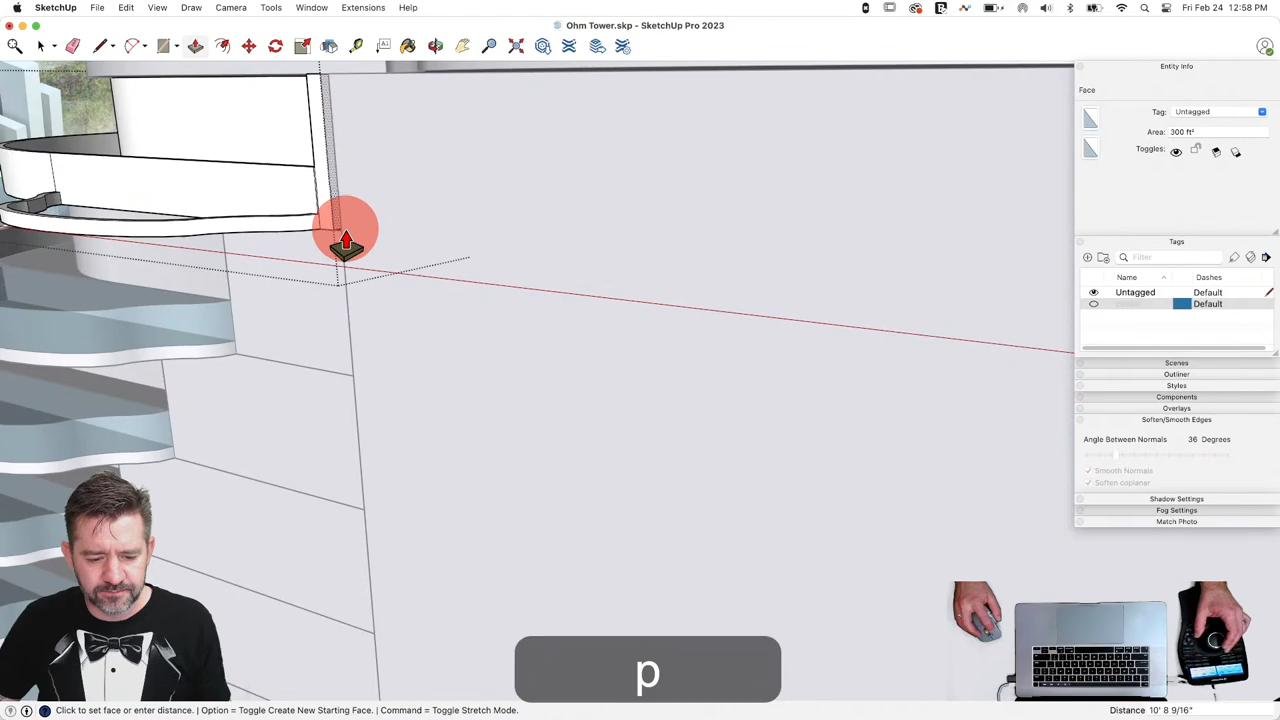 SketchUp File Edit View Draw Camera Tools Window Extensions Help
Fri Feb 24 12:58 PM
Ohm Tower.skp - SketchUp Pro 2023
Entity Info
Face
Tag: Untagged
Area: 300 ft²
Toggles:
Tags
Filter
Name Dashes
Untagged Default
Default
Scenes
Outliner
Styles
Components
Overlays
Soften/Smooth Edges
Angle Between Normals 36 Degrees
Smooth Normals
Soften coplanar
Shadow Settings
Fog Settings
Match Photo
p
Click to set face or enter distance. | Option = Toggle Create New Starting Face. | Command = Toggle Stretch Mode.
Distance 10' 8 9/16"